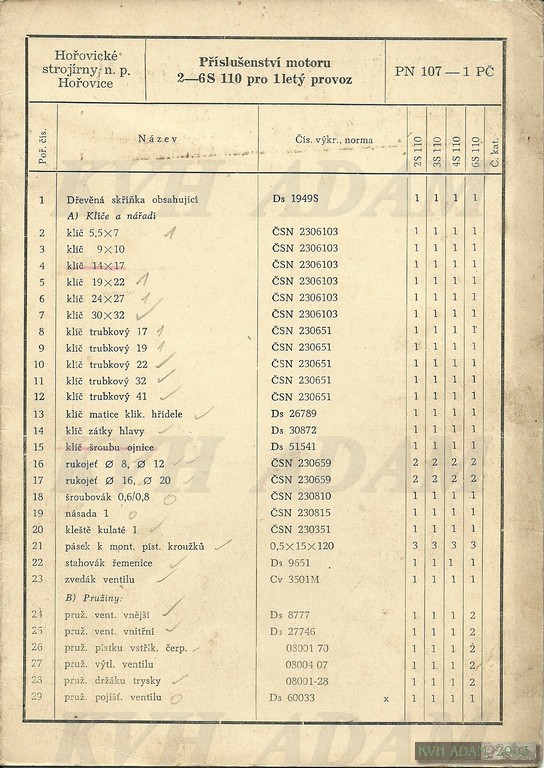 Hořovické
strojírny, n. p.
Hořovice
Příslušenství motoru
2—6S 110 pro 1letý provoz
PN 107 — 1 PČ
Poř. čís. Název Čís. výkr., norma 2S 110 3S 110 4S 110 6S 110 Č. kat.
1 Dřevěná skříňka obsahující Ds 1949S 1 1 1 1
A) Klíče a nářadí
2 klíč 5,5×7 1 ČSN 2306103 1 1 1 1
3 klíč 9×10 ČSN 2306103 1 1 1 1
4 klíč 14×17 ČSN 2306103 1 1 1 1
5 klíč 19×22 1 ČSN 2306103 1 1 1 1
6 klíč 24×27 1 ČSN 2306103 1 1 1 1
7 klíč 30×32 ✓ ČSN 2306103 1 1 1 1
8 klíč trubkový 17 1 ČSN 230651 1 1 1 1
9 klíč trubkový 19 1 ČSN 230651 1 1 1 1
10 klíč trubkový 22 ✓ ČSN 230651 1 1 1 1
11 klíč trubkový 32 ✓ ČSN 230651 1 1 1 1
12 klíč trubkový 41 ✓ ČSN 230651 1 1 1 1
13 klíč matice klik. hřídele ✓ Ds 26789 1 1 1 1
14 klíč zátky hlavy ✓ Ds 30872 1 1 1 1
15 klíč šroubu ojnice Ds 51541 1 1 1 1
16 rukojeť Ø 8, Ø 12 ✓ ČSN 230659 2 2 2 2
17 rukojeť Ø 16, Ø 20 ✓ ČSN 230659 2 2 2 2
18 šroubovák 0,6/0,8 0 ČSN 230810 1 1 1 1
19 násada 1 0 ČSN 230815 1 1 1 1
20 kleště kulaté 1 0 ČSN 230351 1 1 1 1
21 pásek k mont. píst. kroužků ✓ 0,5×15×120 3 3 3 3
22 stahovák řemenice ✓ Ds 9651 1 1 1 1
23 zvedák ventilu ✓ Cv 3501M 1 1 1 1
B) Pružiny:
24 pruž. vent. vnější ✓ Ds 8777 1 1 1 2
25 pruž. vent. vnitřní ✓ Ds 27746 1 1 1 2
26 pruž. pístku vstřik. čerp. ✓ 08001 70 1 1 1 2
27 pruž. výtl. ventilu 08004 07 1 1 1 2
28 pruž. držáku trysky ✓ 08001-28 1 1 1 2
29 pruž. pojišť. ventilu 0 Ds 60033 x 1 1 1 1
KVH ADAM
KVH ADAM
KVH ADAM
KVH ADAM 2003